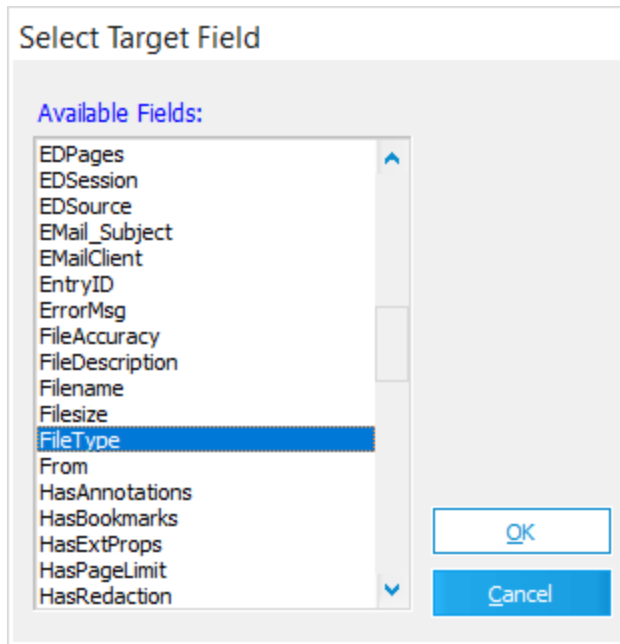 Select Target Field
Available Fields:
EDPages
EDSession
EDSource
EMail_Subject
EMailClient
EntryID
ErrorMsg
FileAccuracy
FileDescription
Filename
Filesize
FileType
From
HasAnnotations
HasBookmarks
HasExtProps
HasPageLimit
HasRedaction
OK
Cancel